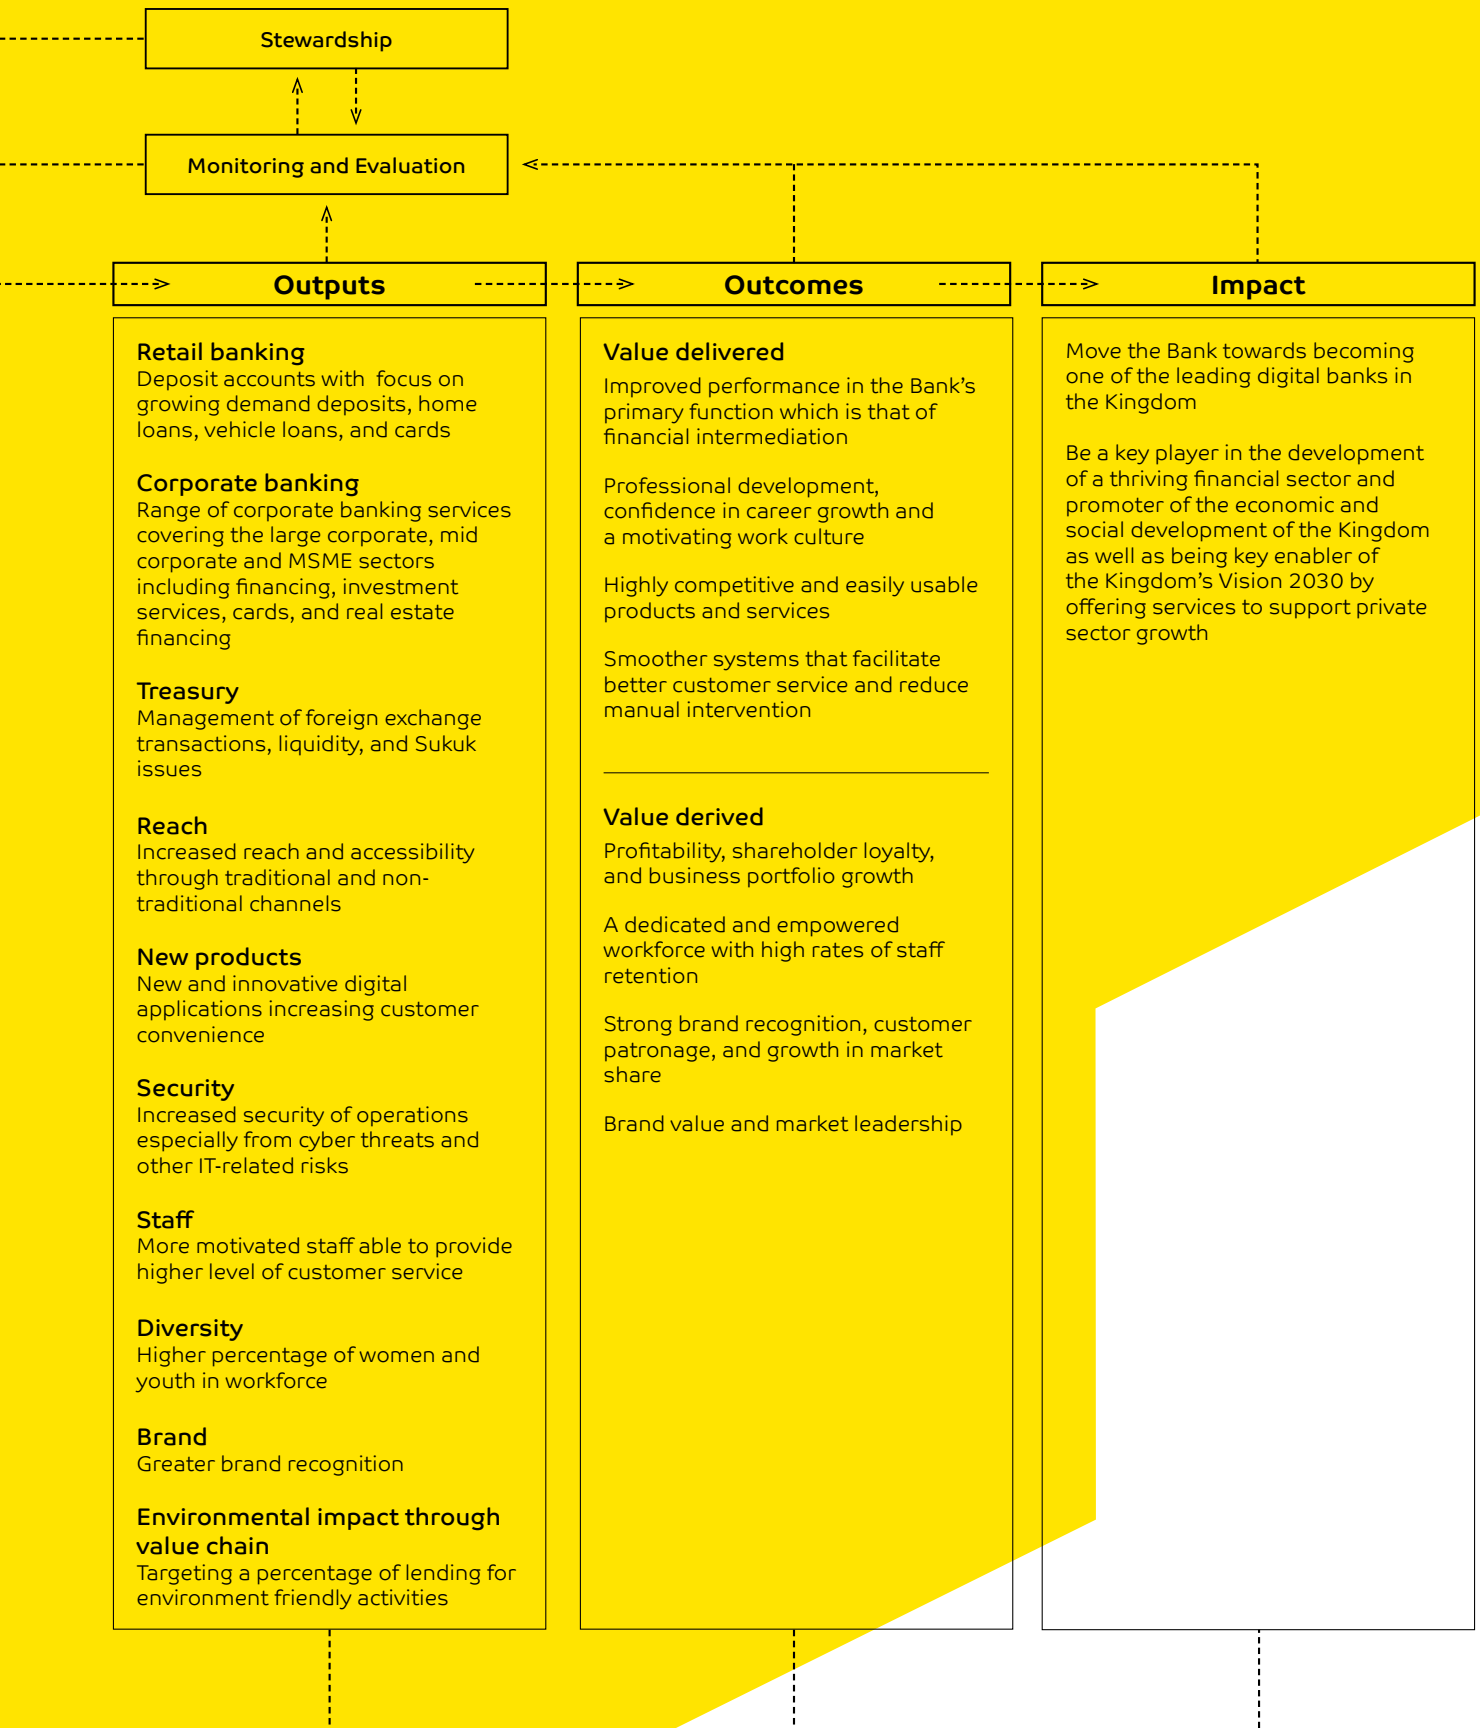 Stewardship
Monitoring and Evaluation
Outputs
Retail banking
Deposit accounts with focus on
growing demand deposits, home
loans, vehicle loans, and cards
Corporate banking
Range of corporate banking services
covering the large corporate, mid
corporate and MSME sectors
including financing, investment
services, cards, and real estate
financing
Treasury
Management of foreign exchange
transactions, liquidity, and Sukuk
issues
Reach
Increased reach and accessibility
through traditional and non-
traditional channels
New products
New and innovative digital
applications increasing customer
convenience
Security
Increased security of operations
especially from cyber threats and
other IT-related risks
Staff
More motivated staff able to provide
higher level of customer service
Diversity
Higher percentage of women and
youth in workforce
Brand
Greater brand recognition
Environmental impact through
value chain
Targeting a percentage of lending for
environment friendly activities
Outcomes
Value delivered
Improved performance in the Bank's
primary function which is that of
financial intermediation
Professional development,
confidence in career growth and
a motivating work culture
Highly competitive and easily usable
products and services
Smoother systems that facilitate
better customer service and reduce
manual intervention
Value derived
Profitability, shareholder loyalty,
and business portfolio growth
A dedicated and empowered
workforce with high rates of staff
retention
Strong brand recognition, customer
patronage, and growth in market
share
Brand value and market leadership
Impact
Move the Bank towards becoming
one of the leading digital banks in
the Kingdom
Be a key player in the development
of a thriving financial sector and
promoter of the economic and
social development of the Kingdom
as well as being key enabler of
the Kingdom's Vision 2030 by
offering services to support private
sector growth